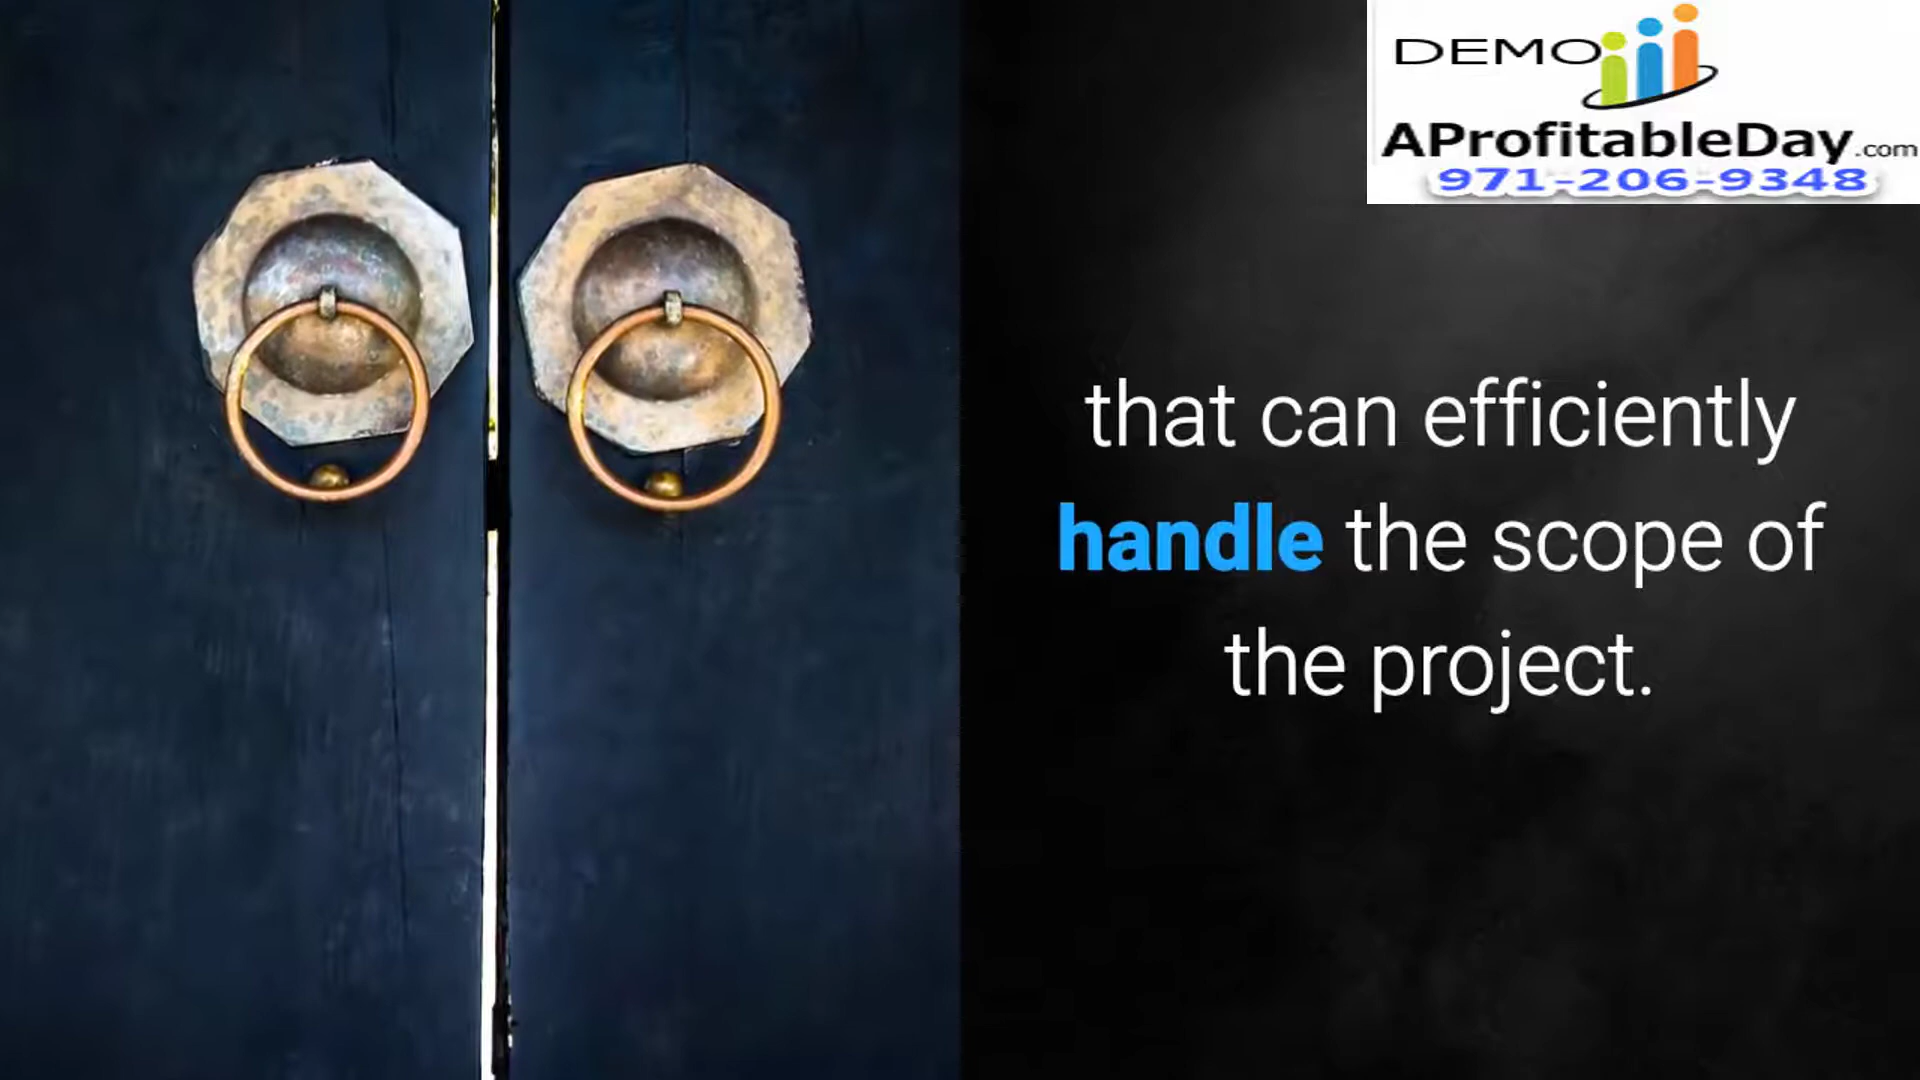 DEMO
AProfitableDay.com
971-206-9348
that can efficiently
handle the scope of
the project.